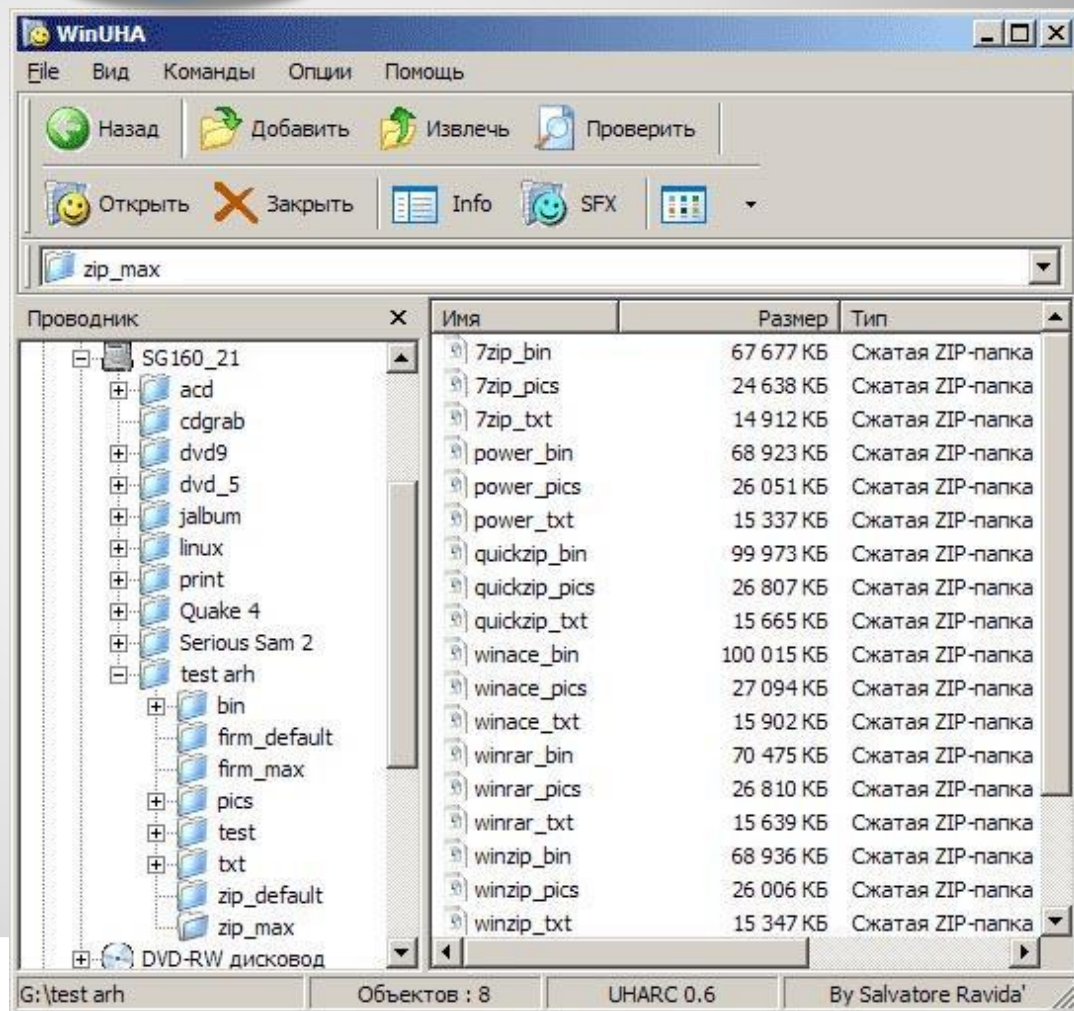 WinUHA
File Вид Команды Опции Помощь
Назад Добавить Извлечь Проверить
Открыть Закрыть Info SFX
zip_max
Проводник
SG160_21
acd
cdgrab
dvd9
dvd_5
jalbum
linux
print
Quake 4
Serious Sam 2
test arh
bin
firm_default
firm_max
pics
test
txt
zip_default
zip_max
DVD-RW дисковод
Имя Размер Тип
7zip_bin 67 677 КБ Сжатая ZIP-папка
7zip_pics 24 638 КБ Сжатая ZIP-папка
7zip_txt 14 912 КБ Сжатая ZIP-папка
power_bin 68 923 КБ Сжатая ZIP-папка
power_pics 26 051 КБ Сжатая ZIP-папка
power_txt 15 337 КБ Сжатая ZIP-папка
quickzip_bin 99 973 КБ Сжатая ZIP-папка
quickzip_pics 26 807 КБ Сжатая ZIP-папка
quickzip_txt 15 665 КБ Сжатая ZIP-папка
winace_bin 100 015 КБ Сжатая ZIP-папка
winace_pics 27 094 КБ Сжатая ZIP-папка
winace_txt 15 902 КБ Сжатая ZIP-папка
winrar_bin 70 475 КБ Сжатая ZIP-папка
winrar_pics 26 810 КБ Сжатая ZIP-папка
winrar_txt 15 639 КБ Сжатая ZIP-папка
winzip_bin 68 936 КБ Сжатая ZIP-папка
winzip_pics 26 006 КБ Сжатая ZIP-папка
winzip_txt 15 347 КБ Сжатая ZIP-папка
G:\test arh Объектов : 8 UHARC 0.6 By Salvatore Ravida'